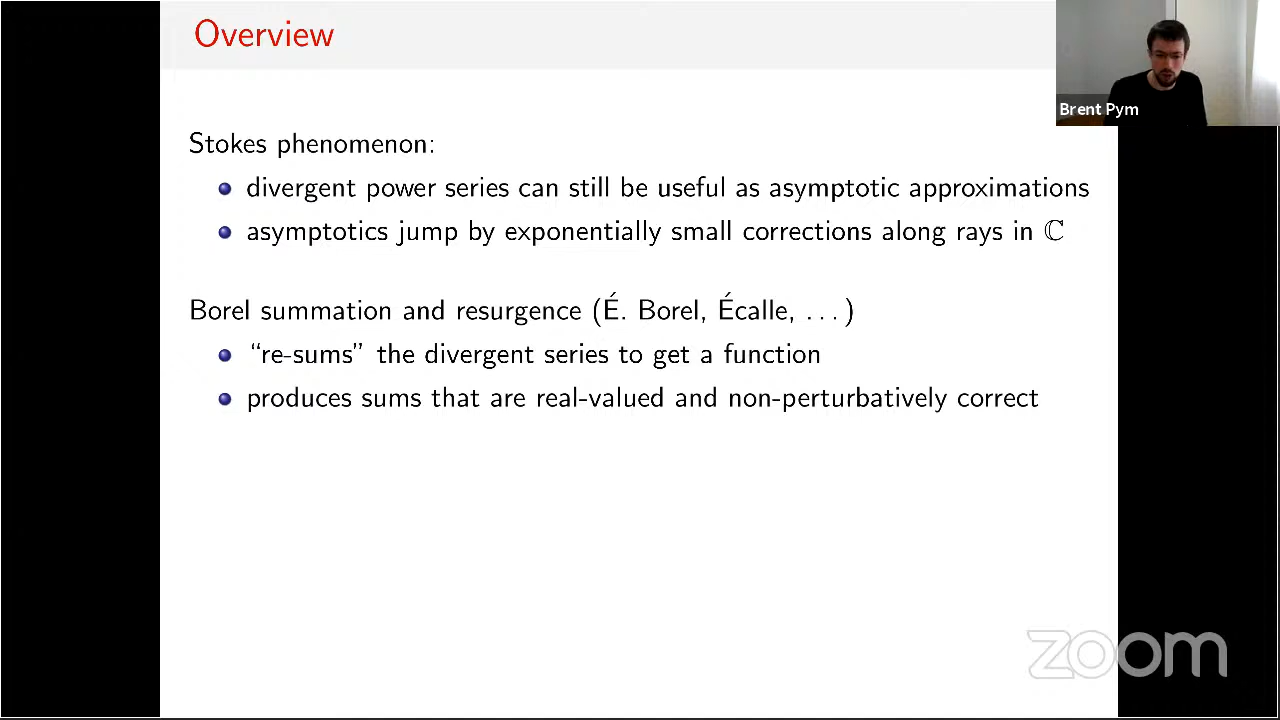 Overview
Brent Pym
Stokes phenomenon:
divergent power series can still be useful as asymptotic approximations
asymptotics jump by exponentially small corrections along rays in ℂ
Borel summation and resurgence (É. Borel, Écalle, . . . )
“re-sums” the divergent series to get a function
produces sums that are real-valued and non-perturbatively correct
zoom